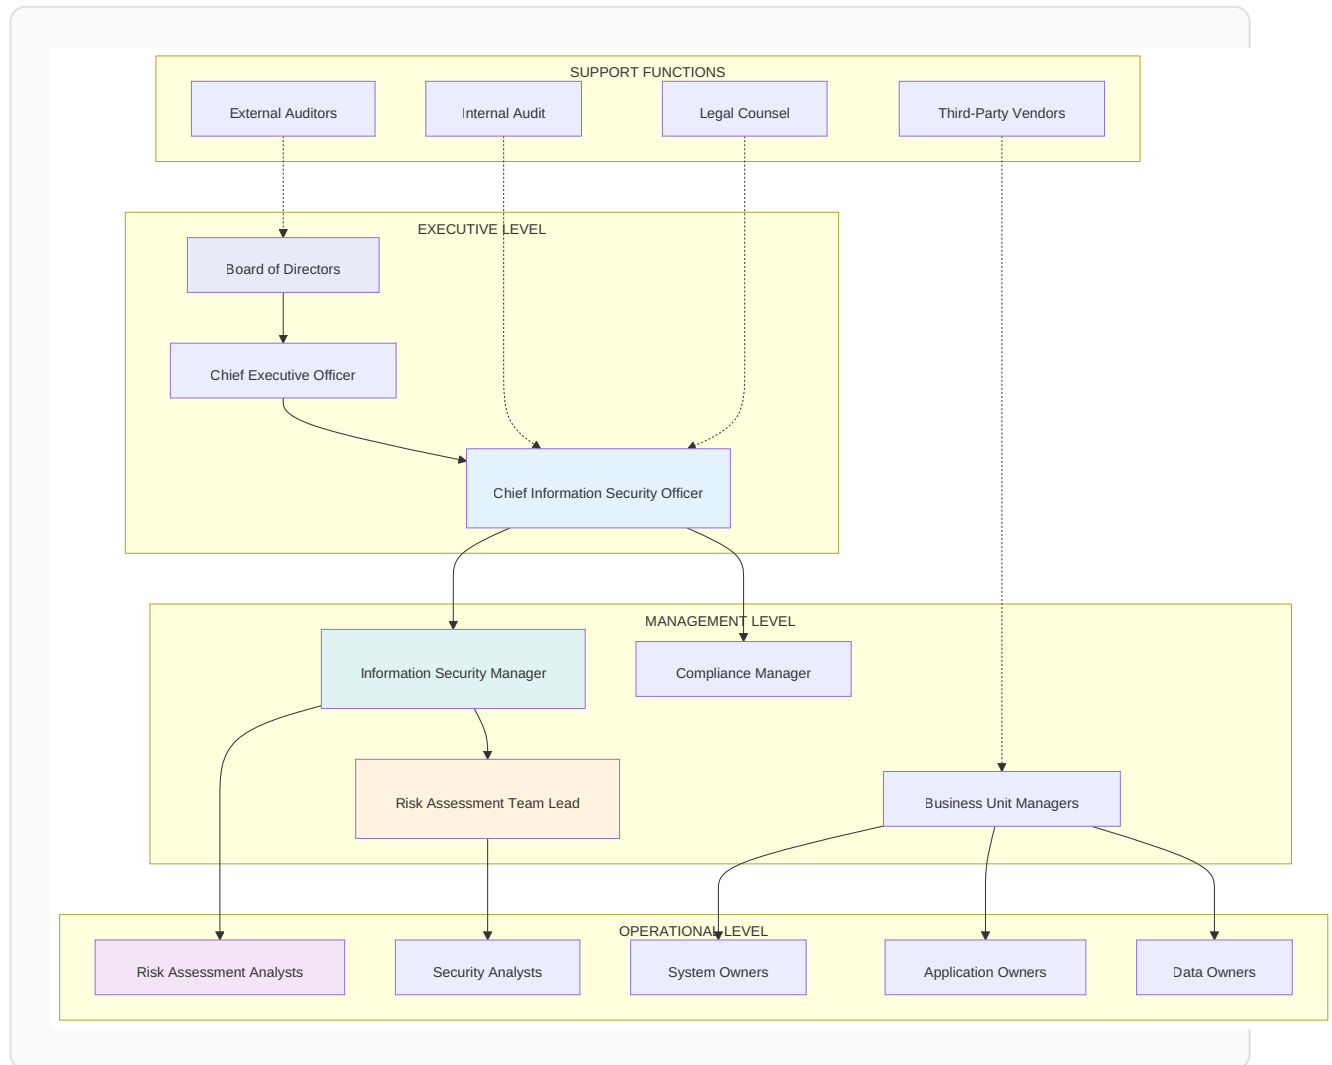 SUPPORT FUNCTIONS
External Auditors
Internal Audit
Legal Counsel
Third-Party Vendors
EXECUTIVE LEVEL
Board of Directors
Chief Executive Officer
Chief Information Security Officer
MANAGEMENT LEVEL
Information Security Manager
Compliance Manager
Risk Assessment Team Lead
Business Unit Managers
OPERATIONAL LEVEL
Risk Assessment Analysts
Security Analysts
System Owners
Application Owners
Data Owners